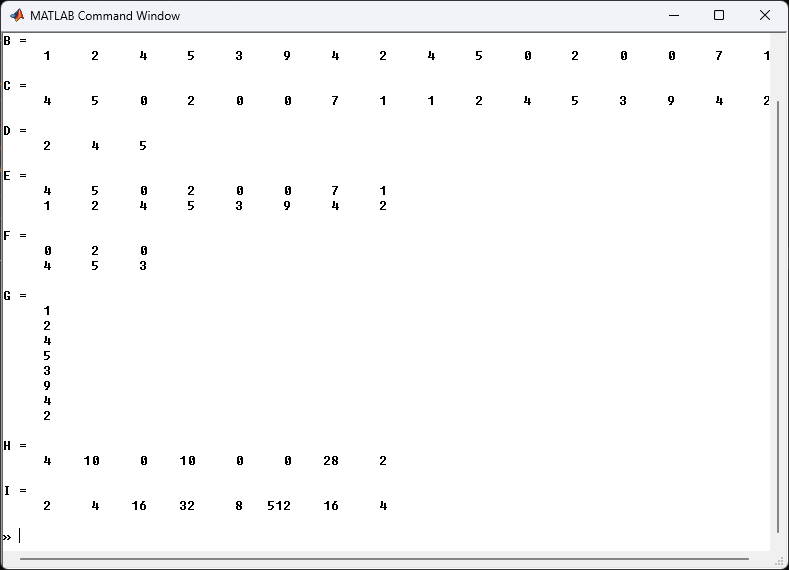 MATLAB Command Window
B =
1 2 4 5 3 9 4 2 4 5 0 2 0 0 7 1
C =
4 5 0 2 0 0 7 1 1 2 4 5 3 9 4 2
D =
2 4 5
E =
4 5 0 2 0 0 7 1
1 2 4 5 3 9 4 2
F =
0 2 0
4 5 3
G =
1
2
4
5
3
9
4
2
H =
4 10 0 10 0 0 28 2
I =
2 4 16 32 8 512 16 4
»